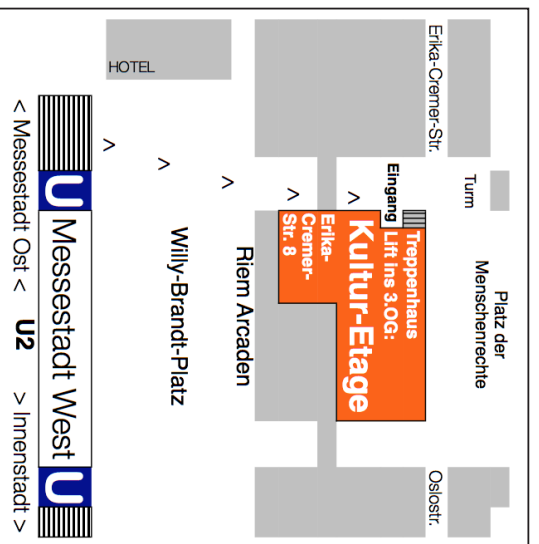 Platz der
Menschenrechte
Erika-Cremer-Str.
Turm
Oslostr.
Eingang
Treppenhaus
Lift ins 3.OG:
Kultur-Etage
Erika-
Cremer-
Str. 8
Riem Arcaden
Willy-Brandt-Platz
HOTEL
>
>
>
>
>
U Messestadt West U
< Messestadt Ost < U2 > Innenstadt >